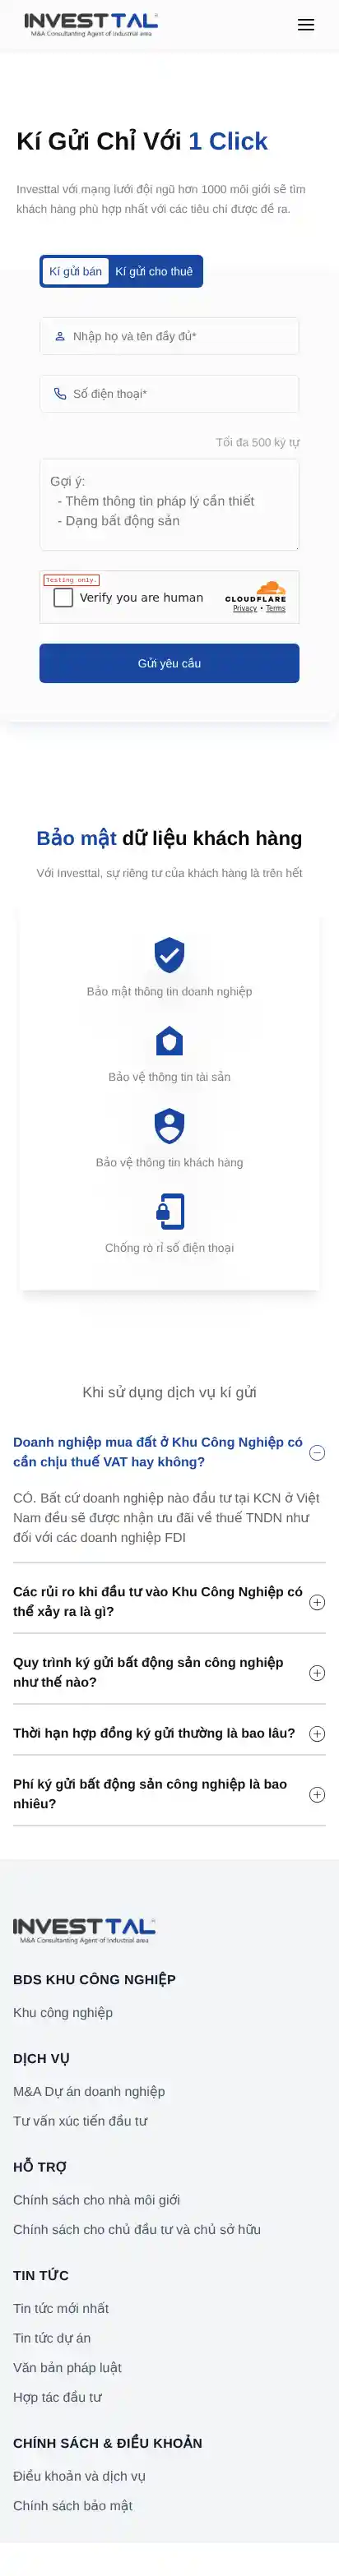 INVESTTAL
M&A Consultanting Agent of industrial area
Kí Gửi Chỉ Với 1 Click
Investtal với mạng lưới đội ngũ hơn 1000 môi giới sẽ tìm
khách hàng phù hợp nhất với các tiêu chí được đề ra.
Kí gửi bán Kí gửi cho thuê
Nhập họ và tên đầy đủ*
Số điện thoại*
Tối đa 500 ký tự
Gợi ý:
- Thêm thông tin pháp lý cần thiết
- Dạng bất động sản
Testing only.
Verify you are human
CLOUDFLARE
Privacy • Terms
Gửi yêu cầu
Bảo mật dữ liệu khách hàng
Với Investtal, sự riêng tư của khách hàng là trên hết
Bảo mật thông tin doanh nghiệp
Bảo vệ thông tin tài sản
Bảo vệ thông tin khách hàng
Chống rò rỉ số điện thoại
Khi sử dụng dịch vụ kí gửi
Doanh nghiệp mua đất ở Khu Công Nghiệp có
cần chịu thuế VAT hay không?
CÓ. Bất cứ doanh nghiệp nào đầu tư tại KCN ở Việt
Nam đều sẽ được nhận ưu đãi về thuế TNDN như
đối với các doanh nghiệp FDI
Các rủi ro khi đầu tư vào Khu Công Nghiệp có
thể xảy ra là gì?
Quy trình ký gửi bất động sản công nghiệp
như thế nào?
Thời hạn hợp đồng ký gửi thường là bao lâu?
Phí ký gửi bất động sản công nghiệp là bao
nhiêu?
INVESTTAL
M&A Consultanting Agent of industrial area
BDS KHU CÔNG NGHIỆP
Khu công nghiệp
DỊCH VỤ
M&A Dự án doanh nghiệp
Tư vấn xúc tiến đầu tư
HỖ TRỢ
Chính sách cho nhà môi giới
Chính sách cho chủ đầu tư và chủ sở hữu
TIN TỨC
Tin tức mới nhất
Tin tức dự án
Văn bản pháp luật
Hợp tác đầu tư
CHÍNH SÁCH & ĐIỀU KHOẢN
Điều khoản và dịch vụ
Chính sách bảo mật